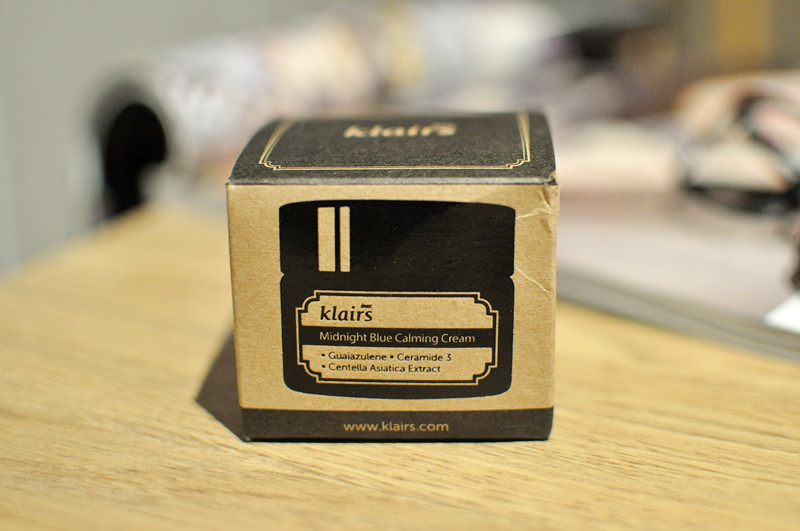 klairs
klairs
Midnight Blue Calming Cream
• Guaiazulene • Ceramide 3
• Centella Asiatica Extract
www.klairs.com